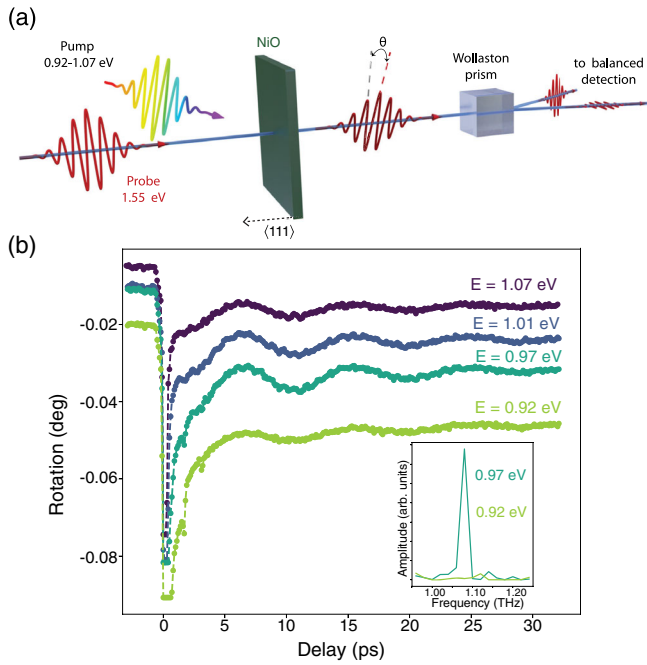 (a)
Pump
0.92-1.07 eV
NiO
θ
Wollaston
prism
to balanced
detection
Probe
1.55 eV
⟨111⟩
(b)
E = 1.07 eV
E = 1.01 eV
E = 0.97 eV
E = 0.92 eV
-0.02
-0.04
-0.06
-0.08
Rotation (deg)
0 5 10 15 20 25 30
Delay (ps)
0.97 eV
0.92 eV
Amplitude (arb. units)
1.00 1.10 1.20
Frequency (THz)